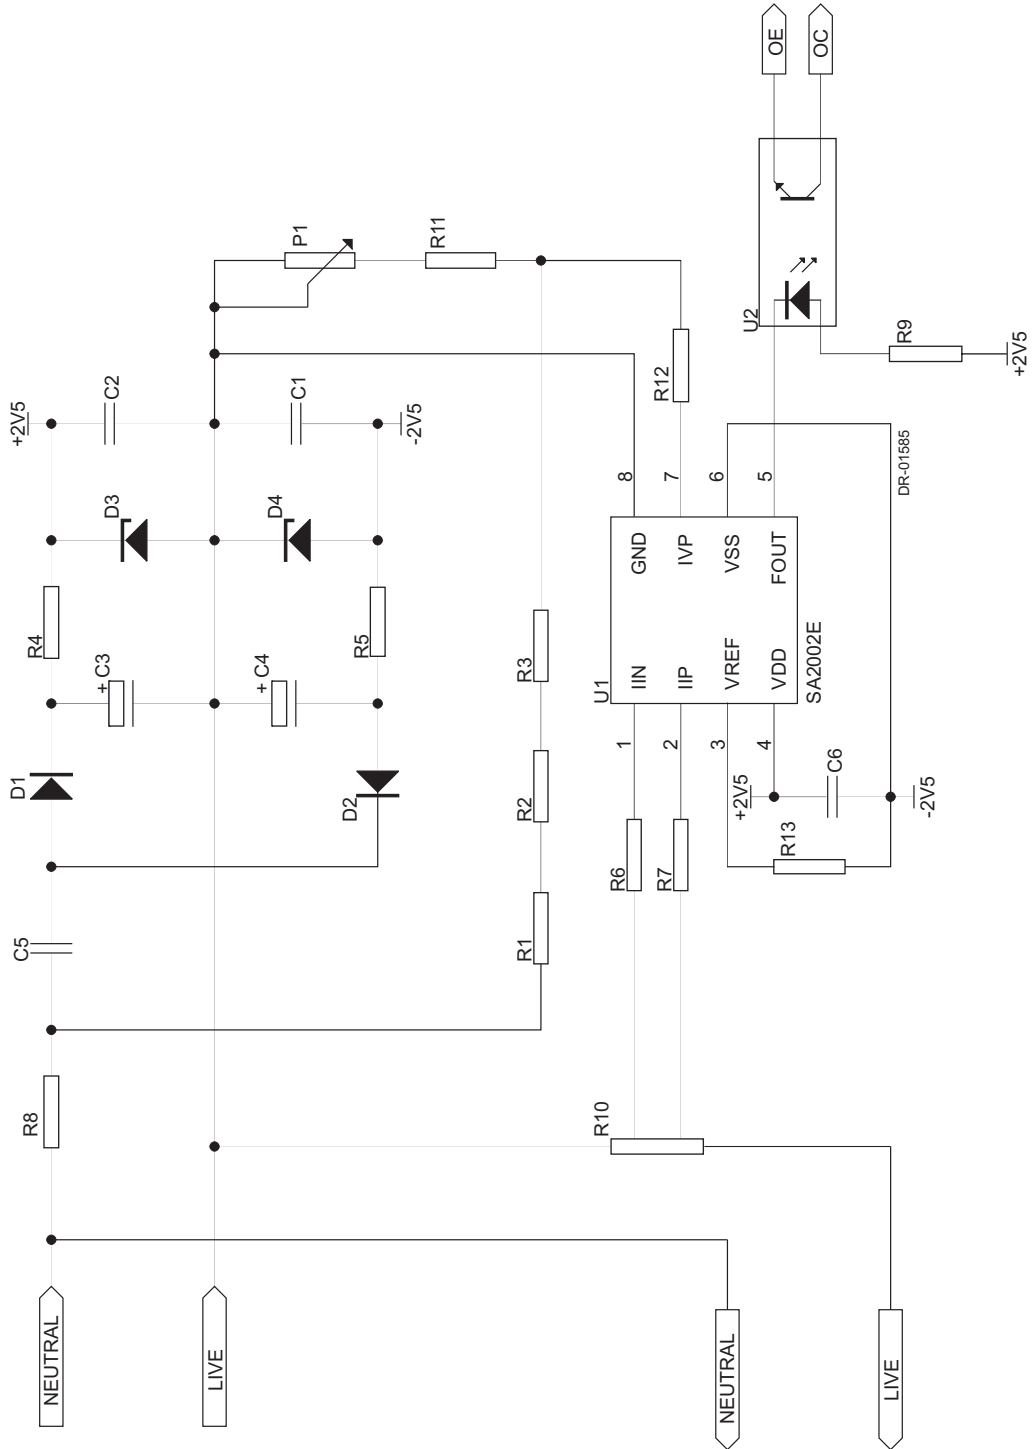 NEUTRAL
R8
C5
D1
R4
+2V5
C3
+
D3
C2
LIVE
C4
+
D4
C1
D2
R5
-2V5
P1
R11
R1
R2
R3
R12
R10
R6
R7
U1
1
IIN
GND
8
2
IIP
IVP
7
3
VREF
VSS
6
4
VDD
FOUT
5
SA2002E
+2V5
C6
R13
-2V5
DR-01585
U2
R9
+2V5
OE
OC
NEUTRAL
LIVE